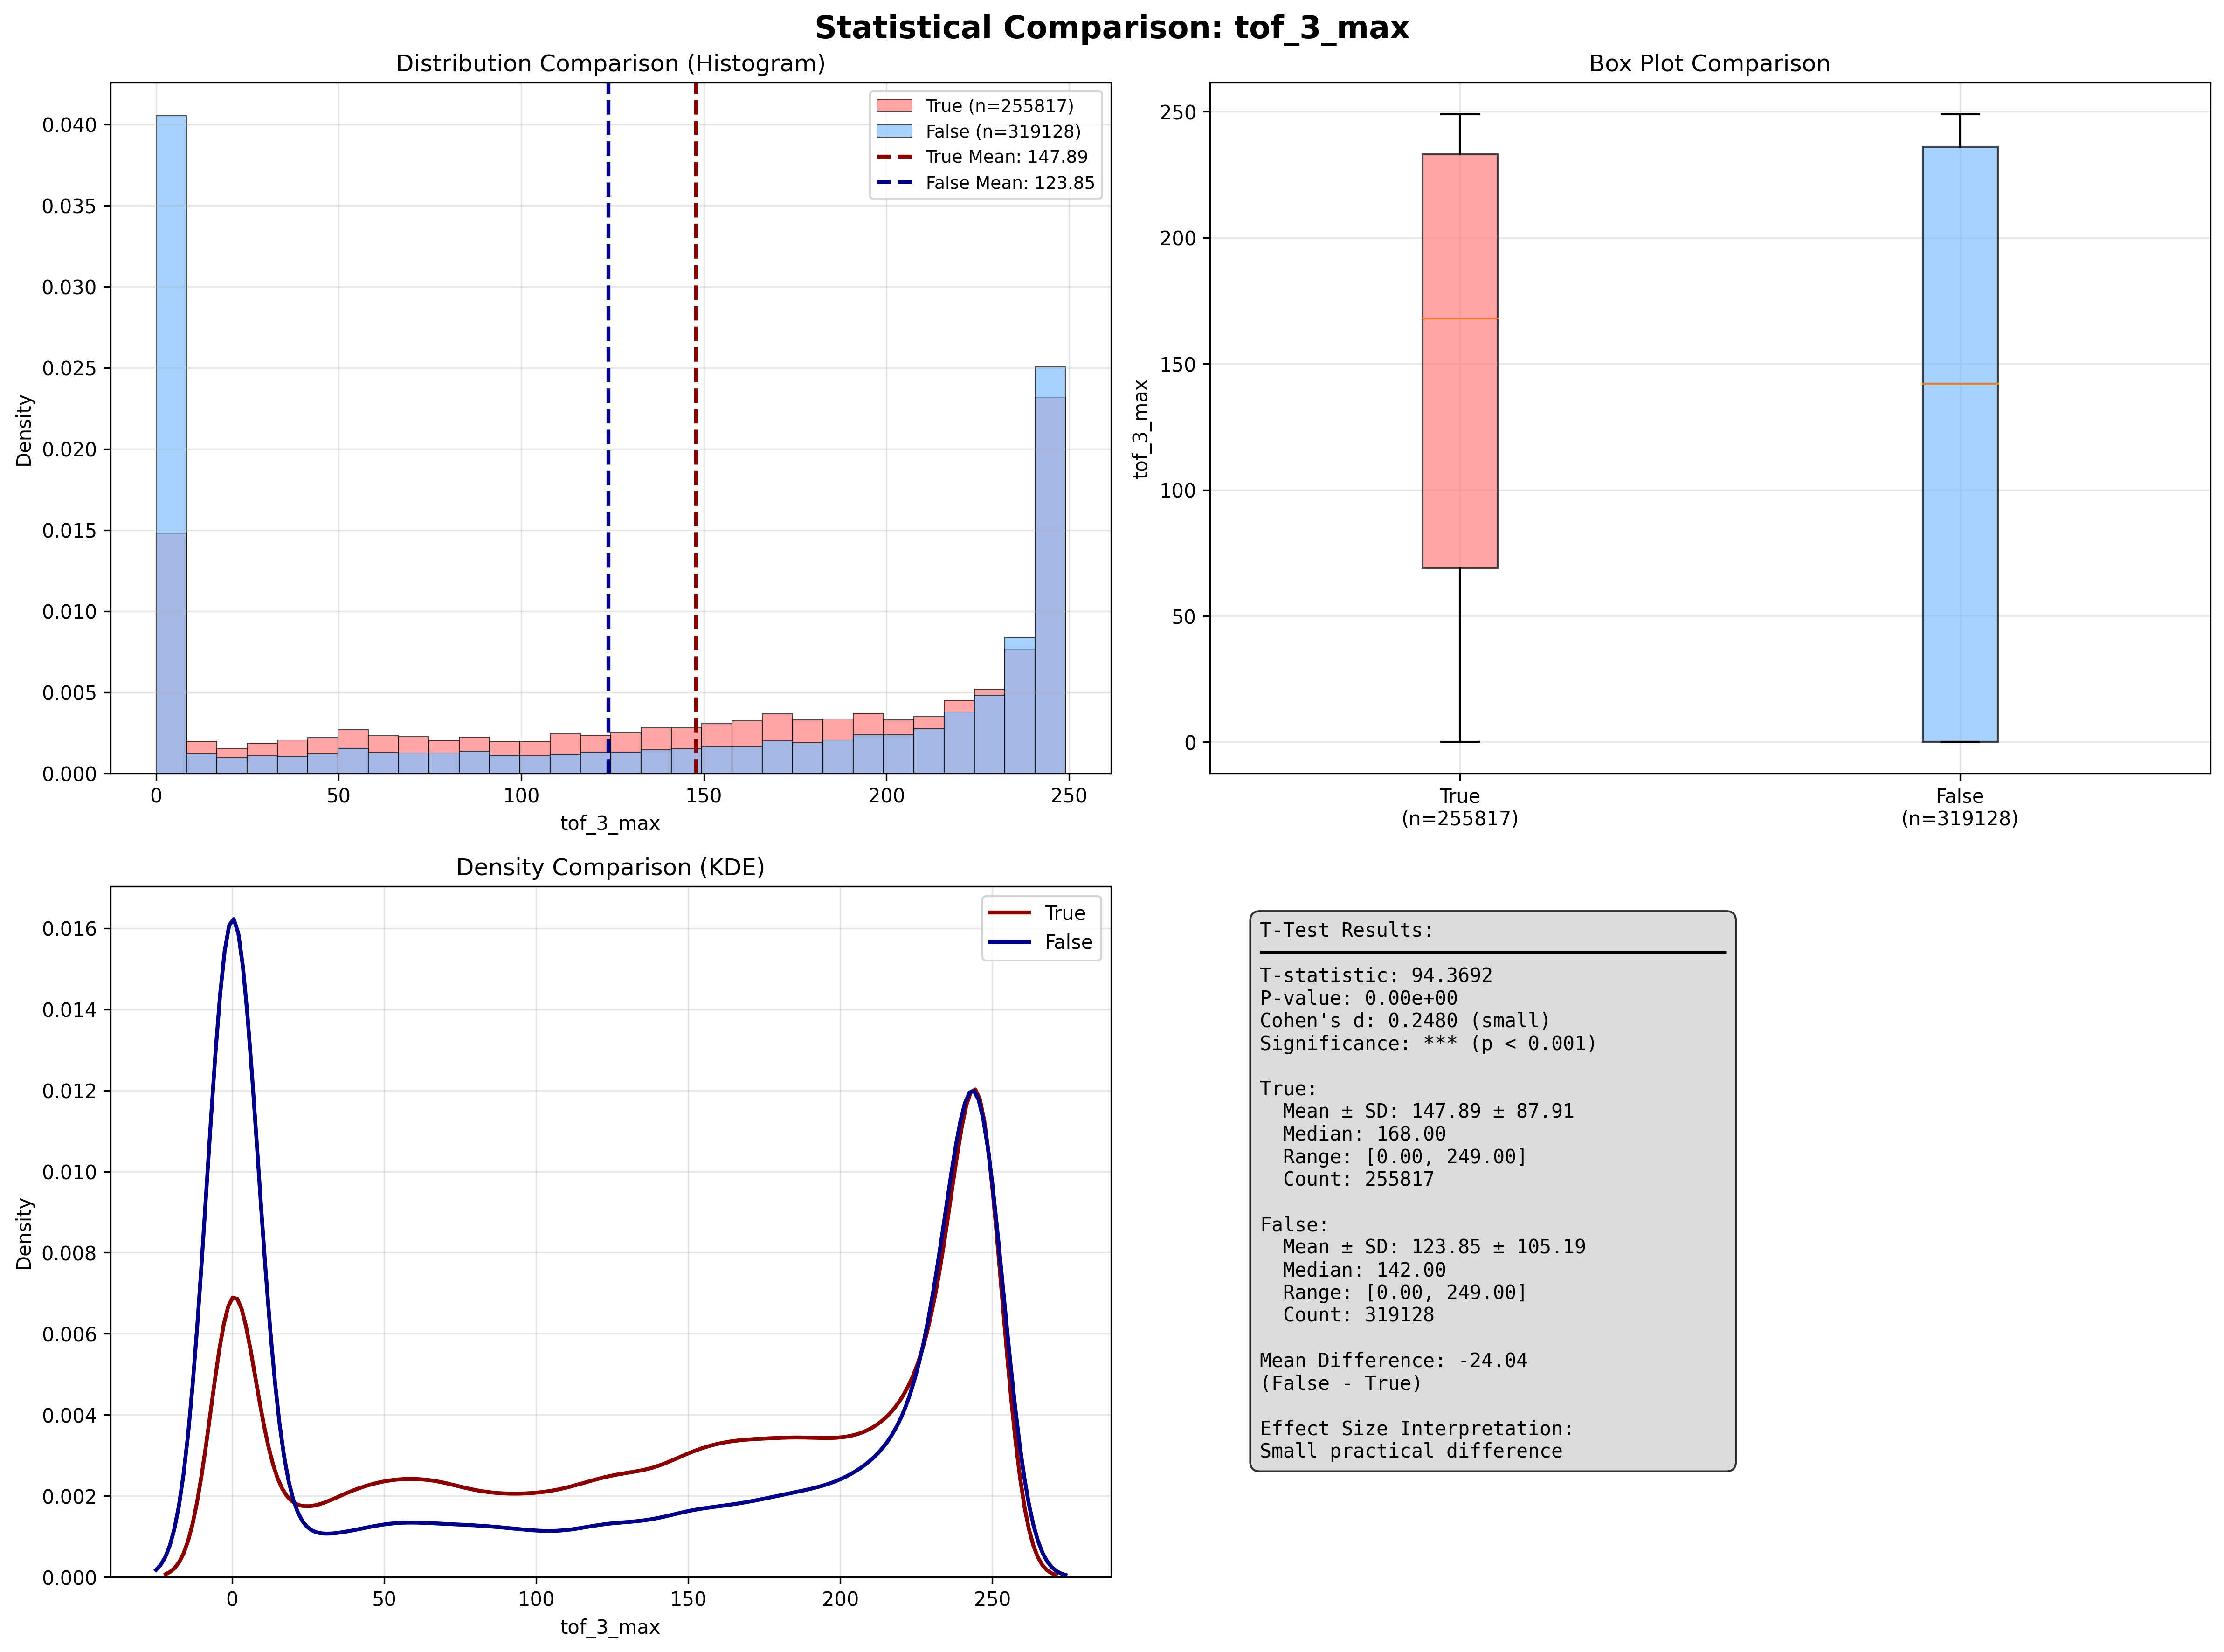 Statistical Comparison: tof_3_max
Distribution Comparison (Histogram)
True (n=255817)
False (n=319128)
True Mean: 147.89
False Mean: 123.85
0.040
0.035
0.030
0.025
0.020
0.015
0.010
0.005
0.000
Density
0 50 100 150 200 250
tof_3_max
Box Plot Comparison
250
200
150
100
50
0
tof_3_max
True
(n=255817)
False
(n=319128)
Density Comparison (KDE)
True
False
0.016
0.014
0.012
0.010
0.008
0.006
0.004
0.002
0.000
Density
0 50 100 150 200 250
tof_3_max
T-Test Results:
T-statistic: 94.3692
P-value: 0.00e+00
Cohen's d: 0.2480 (small)
Significance: *** (p < 0.001)
True:
Mean ± SD: 147.89 ± 87.91
Median: 168.00
Range: [0.00, 249.00]
Count: 255817
False:
Mean ± SD: 123.85 ± 105.19
Median: 142.00
Range: [0.00, 249.00]
Count: 319128
Mean Difference: -24.04
(False - True)
Effect Size Interpretation:
Small practical difference